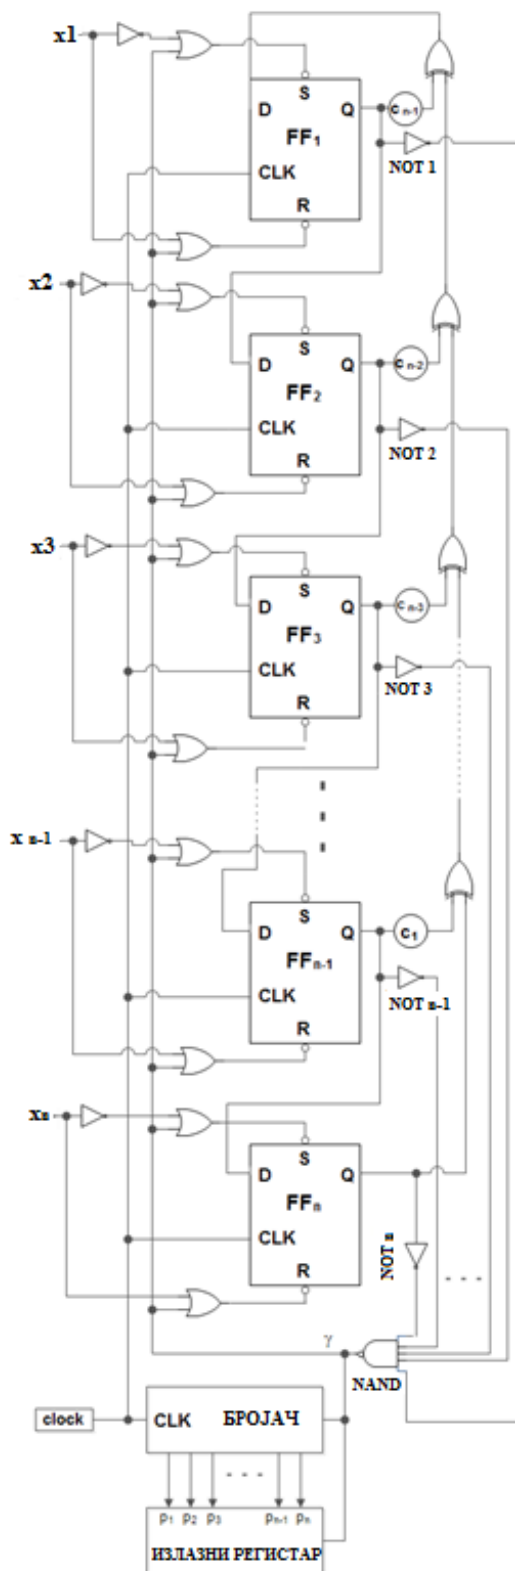 x1
S
D
Q
c n-1
FF1
NOT 1
CLK
R
x2
S
D
Q
c n-2
FF2
CLK
NOT 2
R
x3
S
D
Q
c n-3
FF3
CLK
NOT 3
R
x n-1
S
D
Q
c1
FFn-1
CLK
NOT n-1
R
xn
S
D
Q
FFn
CLK
NOT n
R
γ
NAND
clock
CLK
БРОЈАЧ
p1 p2 p3 pn-1 pn
ИЗЛАЗНИ РЕГИСТАР